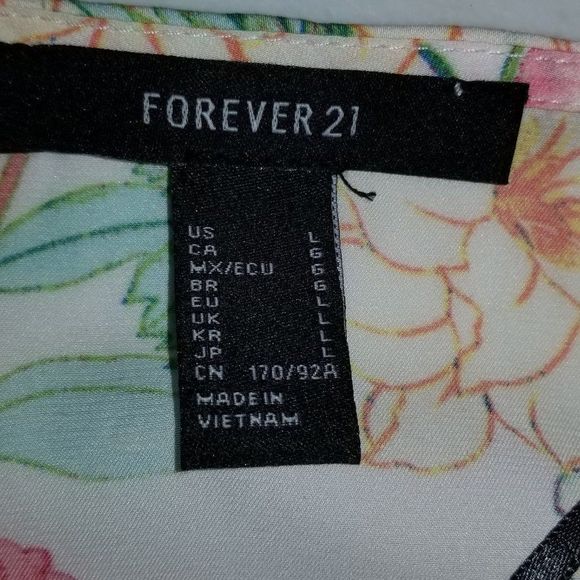 FOREVER 21
US L
CA G
MX/ECU G
BR G
EU L
UK L
KR L
JP L
CN 170/92A
MADE IN
VIETNAM